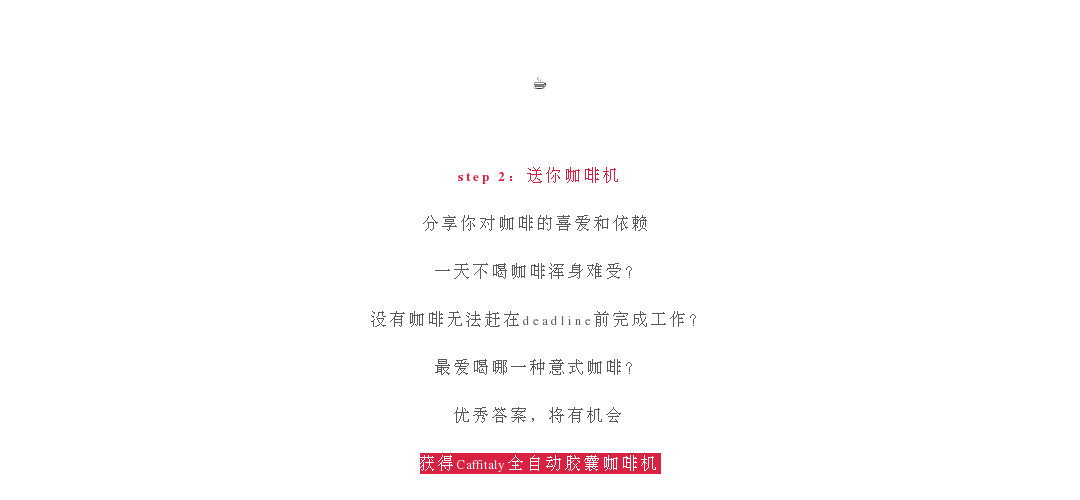 step 2：送你咖啡机
分享你对咖啡的喜爱和依赖
一天不喝咖啡浑身难受？
没有咖啡无法赶在deadline前完成工作？
最爱喝哪一种意式咖啡？
优秀答案，将有机会
获得Caffitaly全自动胶囊咖啡机